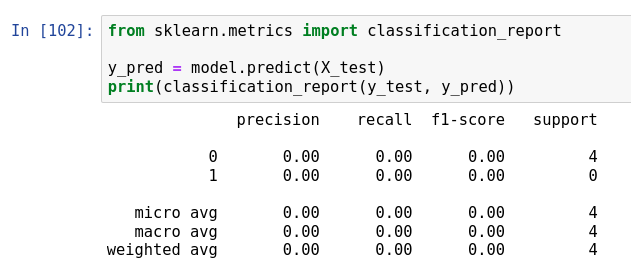 In [102]: from sklearn.metrics import classification_report
y_pred = model.predict(X_test)
print(classification_report(y_test, y_pred))
precision recall f1-score support
0 0.00 0.00 0.00 4
1 0.00 0.00 0.00 0
micro avg 0.00 0.00 0.00 4
macro avg 0.00 0.00 0.00 4
weighted avg 0.00 0.00 0.00 4